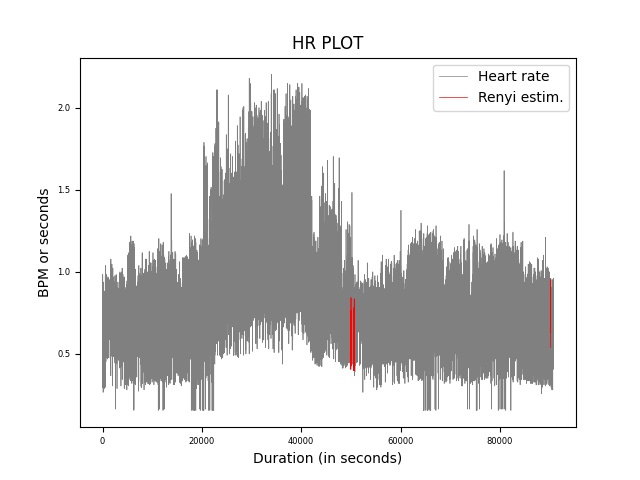 HR PLOT
Heart rate
Renyi estim.
BPM or seconds
2.0
1.5
1.0
0.5
0
20000
40000
60000
80000
Duration (in seconds)